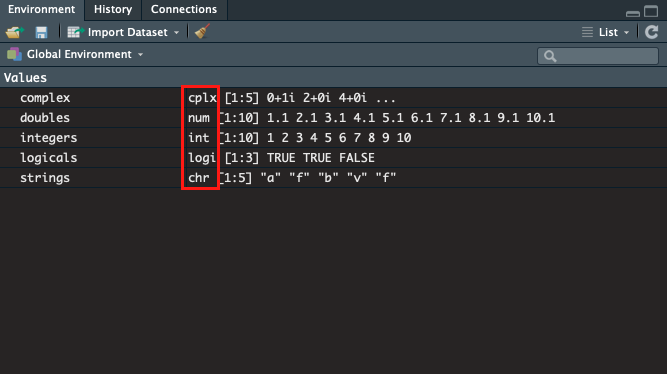 Environment History Connections
Import Dataset List
Global Environment
Values
complex cplx [1:5] 0+1i 2+0i 4+0i ...
doubles num [1:10] 1.1 2.1 3.1 4.1 5.1 6.1 7.1 8.1 9.1 10.1
integers int [1:10] 1 2 3 4 5 6 7 8 9 10
logicals logi [1:3] TRUE TRUE FALSE
strings chr [1:5] "a" "f" "b" "v" "f"